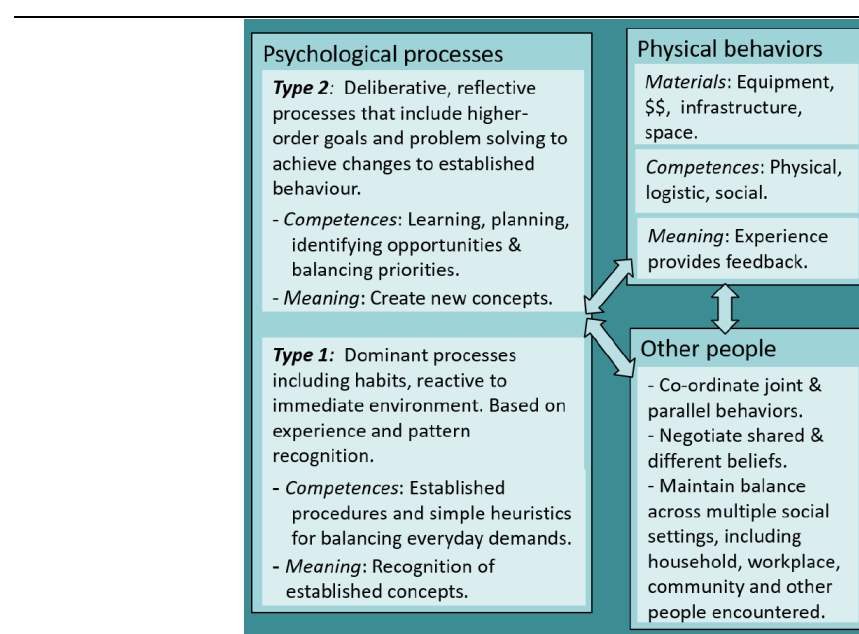 Psychological processes
Type 2:  Deliberative, reflective
processes that include higher-
order goals and problem solving to
achieve changes to established
behaviour.
- Competences: Learning, planning,
identifying opportunities &
balancing priorities.
- Meaning: Create new concepts.
Type 1:  Dominant processes
including habits, reactive to
immediate environment. Based on
experience and pattern
recognition.
- Competences: Established
procedures and simple heuristics
for balancing everyday demands.
- Meaning: Recognition of
established concepts.
Physical behaviors
Materials: Equipment,
$$,  infrastructure,
space.
Competences: Physical,
logistic, social.
Meaning: Experience
provides feedback.
Other people
- Co-ordinate joint &
parallel behaviors.
- Negotiate shared &
different beliefs.
- Maintain balance
across multiple social
settings, including
household, workplace,
community and other
people encountered.